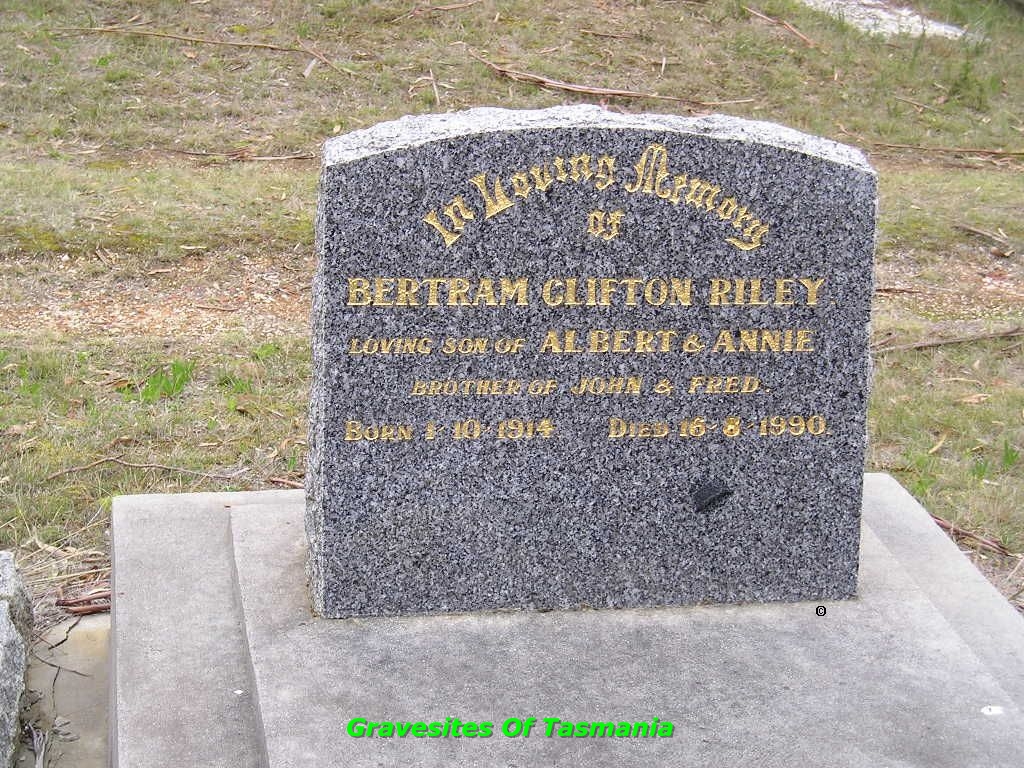 In Loving Memory
of
BERTRAM CLIFTON RILEY.
LOVING SON OF ALBERT & ANNIE
BROTHER OF JOHN & FRED.
BORN 1-10-1914 DIED 16-8-1990.
©
Gravesites Of Tasmania